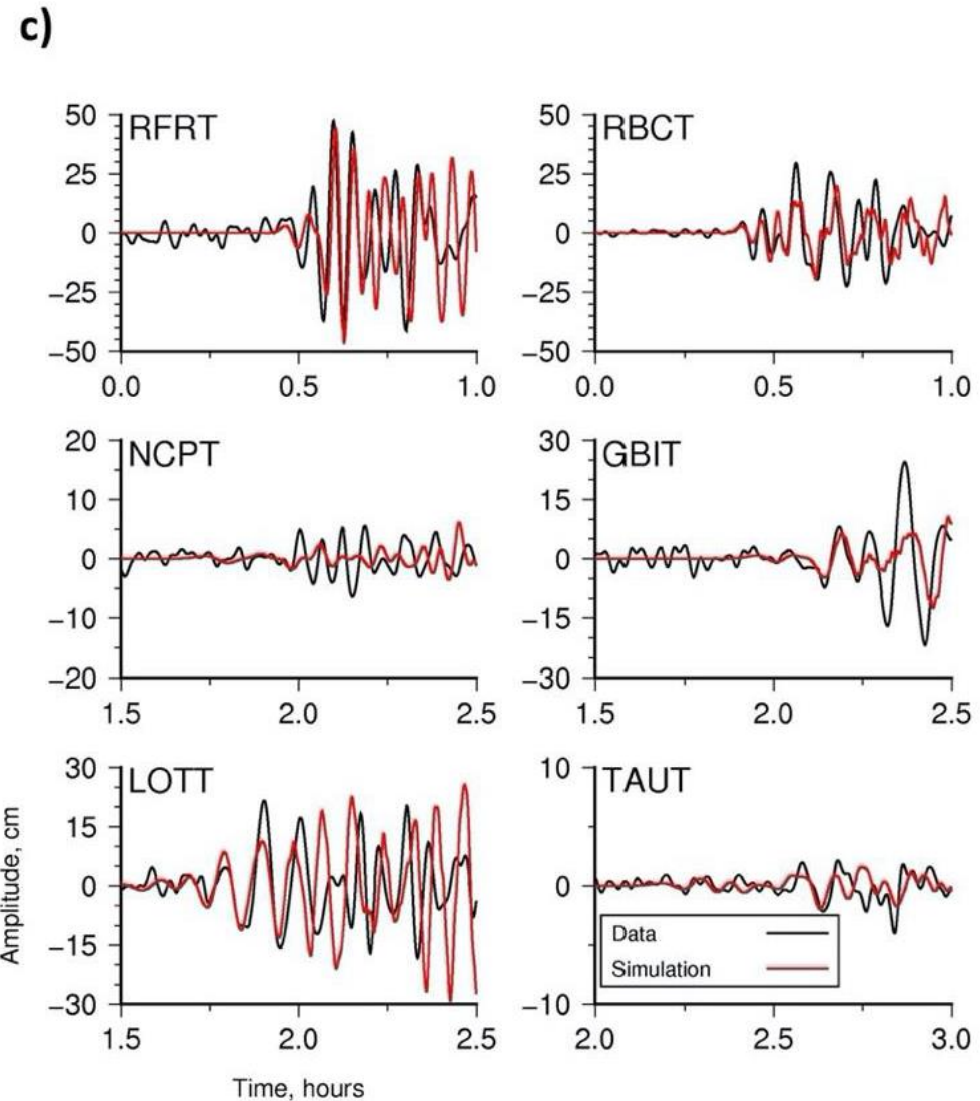 c)
50
25
0
−25
−50
RFRT
0.0 0.5 1.0
50
25
0
−25
−50
RBCT
0.0 0.5 1.0
20
10
0
−10
−20
NCPT
1.5 2.0 2.5
30
15
0
−15
−30
GBIT
1.5 2.0 2.5
30
15
0
−15
−30
LOTT
1.5 2.0 2.5
10
0
−10
TAUT
Data
Simulation
2.0 2.5 3.0
Amplitude, cm
Time, hours